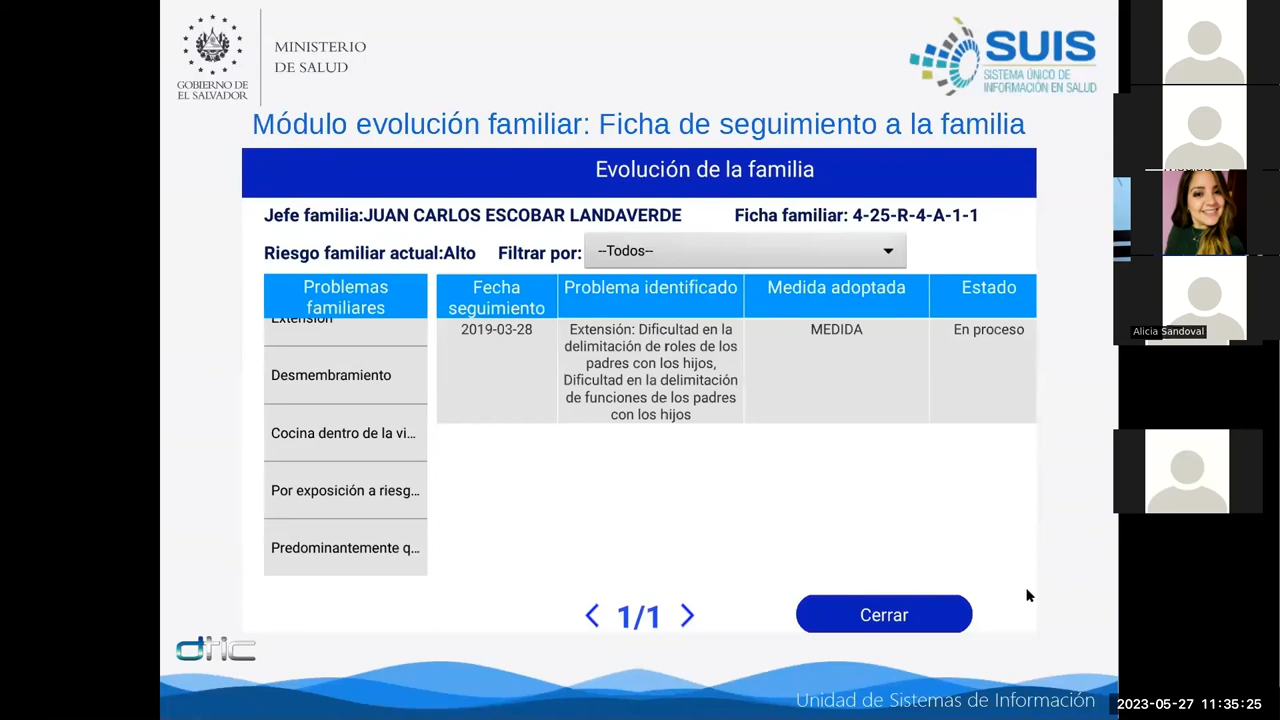 GOBIERNO DE
EL SALVADOR
MINISTERIO
DE SALUD
SUIS
SISTEMA ÚNICO DE
INFORMACIÓN EN SALUD
Módulo evolución familiar: Ficha de seguimiento a la familia
Evolución de la familia
Jefe familia:JUAN CARLOS ESCOBAR LANDAVERDE
Ficha familiar: 4-25-R-4-A-1-1
Riesgo familiar actual:Alto
Filtrar por:
--Todos--
Problemas
familiares
Extensión
Desmembramiento
Cocina dentro de la vi...
Por exposición a riesg...
Predominantemente q...
Fecha
seguimiento
Problema identificado
Medida adoptada
Estado
2019-03-28
Extensión: Dificultad en la
delimitación de roles de los
padres con los hijos,
Dificultad en la delimitación
de funciones de los padres
con los hijos
MEDIDA
En proceso
1/1
Cerrar
dtic
Unidad de Sistemas de Información
Alicia Sandoval
2023-05-27 11:35:25